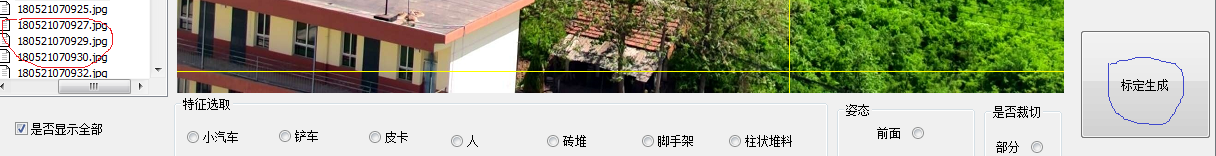 180521070925.jpg
180521070927.jpg
180521070929.jpg
180521070930.jpg
180521070932.jpg
是否显示全部
特征选取
小汽车 铲车 皮卡 人 砖堆 脚手架 柱状堆料
姿态
前面
是否裁切
部分
标定生成